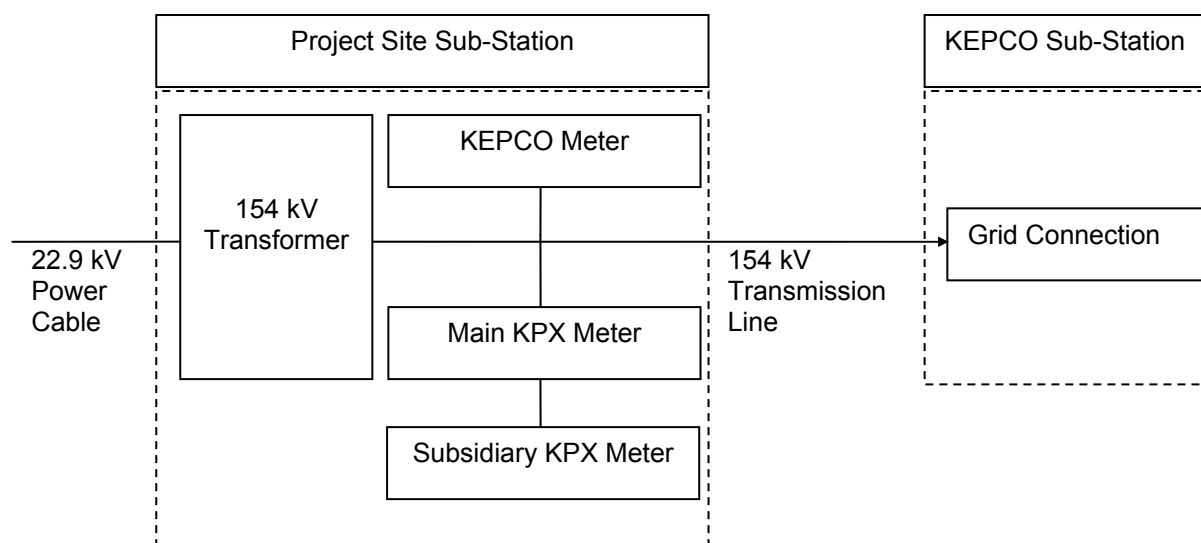 Project Site Sub-Station
KEPCO Sub-Station
KEPCO Meter
154 kV
Transformer
Grid Connection
22.9 kV
Power
Cable
154 kV
Transmission
Line
Main KPX Meter
Subsidiary KPX Meter